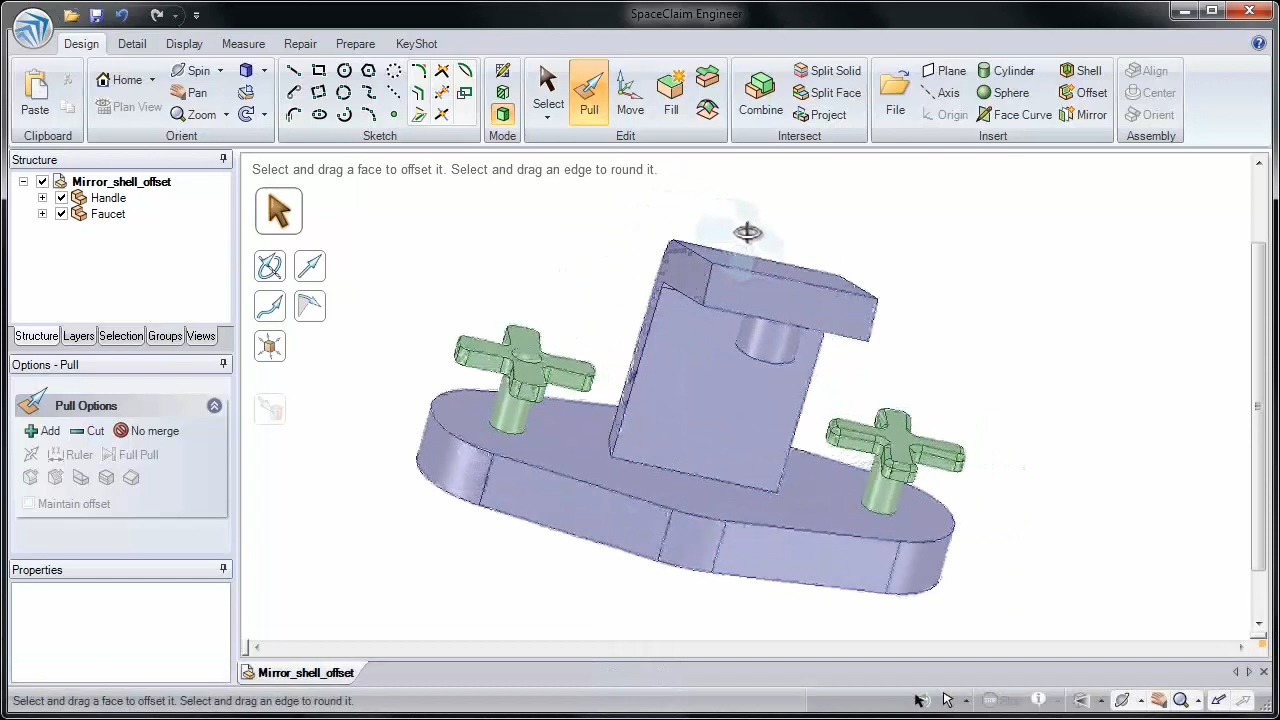 SpaceClaim Engineer
Design Detail Display Measure Repair Prepare KeyShot
Paste
Clipboard
Home Spin
Plan View Pan
Zoom
Orient
Sketch
Mode
Select Pull Move Fill
Edit
Combine
Split Solid
Split Face
Project
Intersect
File
Plane Cylinder Shell
Axis Sphere Offset
Origin Face Curve Mirror
Insert
Align
Center
Orient
Assembly
Structure
Mirror_shell_offset
Handle
Faucet
Structure Layers Selection Groups Views
Options - Pull
Pull Options
Add Cut No merge
Ruler Full Pull
Maintain offset
Properties
Select and drag a face to offset it. Select and drag an edge to round it.
Mirror_shell_offset
Select and drag a face to offset it. Select and drag an edge to round it.